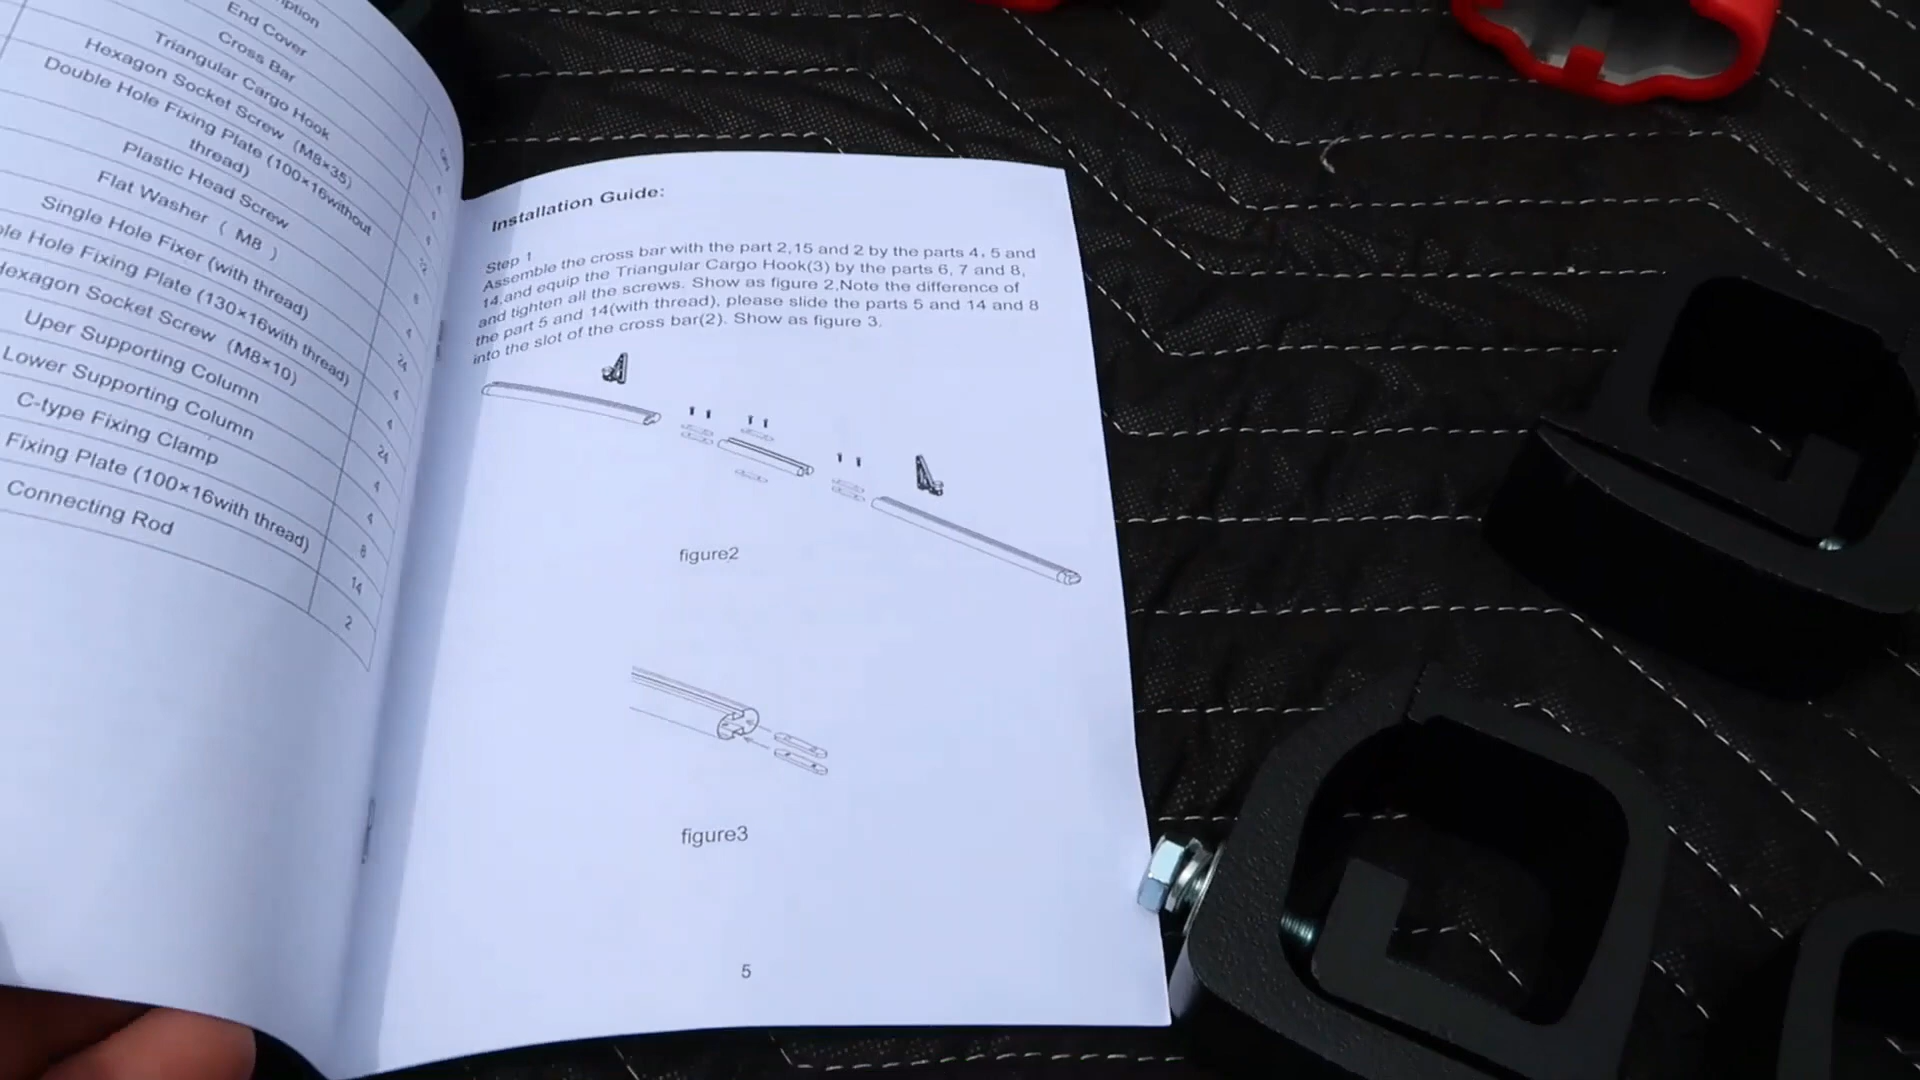 End Cover
Cross Bar
Triangular Cargo Hook
Hexagon Socket Screw (M8×35)
Double Hole Fixing Plate (100×16without
thread)
Plastic Head Screw
Flat Washer ( M8 )
Single Hole Fixer (with thread)
Hole Fixing Plate (130×16with thread)
Hexagon Socket Screw (M8×10)
Uper Supporting Column
Lower Supporting Column
C-type Fixing Clamp
Fixing Plate (100×16with thread)
Connecting Rod
4
24
4
4
24
4
4
8
14
2
Installation Guide:
Step 1
Assemble the cross bar with the part 2,15 and 2 by the parts 4, 5 and
14,and equip the Triangular Cargo Hook(3) by the parts 6, 7 and 8,
and tighten all the screws. Show as figure 2,Note the difference of
the part 5 and 14(with thread), please slide the parts 5 and 14 and 8
into the slot of the cross bar(2). Show as figure 3.
figure2
figure3
5